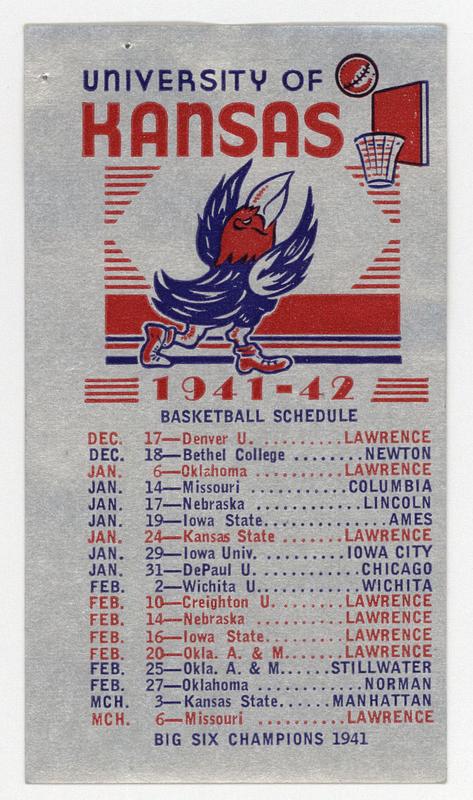 UNIVERSITY OF
KANSAS
1941-42
BASKETBALL SCHEDULE
DEC. 17—Denver U. . . . . . . . . . LAWRENCE
DEC. 18—Bethel College . . . . . . . . NEWTON
JAN. 6—Oklahoma . . . . . . . . . . LAWRENCE
JAN. 14—Missouri . . . . . . . . . . COLUMBIA
JAN. 17—Nebraska . . . . . . . . . . . LINCOLN
JAN. 19—Iowa State. . . . . . . . . . . . . AMES
JAN. 24—Kansas State . . . . . . . LAWRENCE
JAN. 29—Iowa Univ. . . . . . . . . . IOWA CITY
JAN. 31—DePaul U. . . . . . . . . . . CHICAGO
FEB. 2—Wichita U. . . . . . . . . . . . WICHITA
FEB. 10—Creighton U. . . . . . . . LAWRENCE
FEB. 14—Nebraska . . . . . . . . . . LAWRENCE
FEB. 16—Iowa State. . . . . . . . . LAWRENCE
FEB. 20—Okla. A. & M. . . . . . . LAWRENCE
FEB. 25—Okla. A. & M. . . . . . STILLWATER
FEB. 27—Oklahoma . . . . . . . . . . . NORMAN
MCH. 3—Kansas State. . . . . . MANHATTAN
MCH. 6—Missouri . . . . . . . . . . LAWRENCE
BIG SIX CHAMPIONS 1941